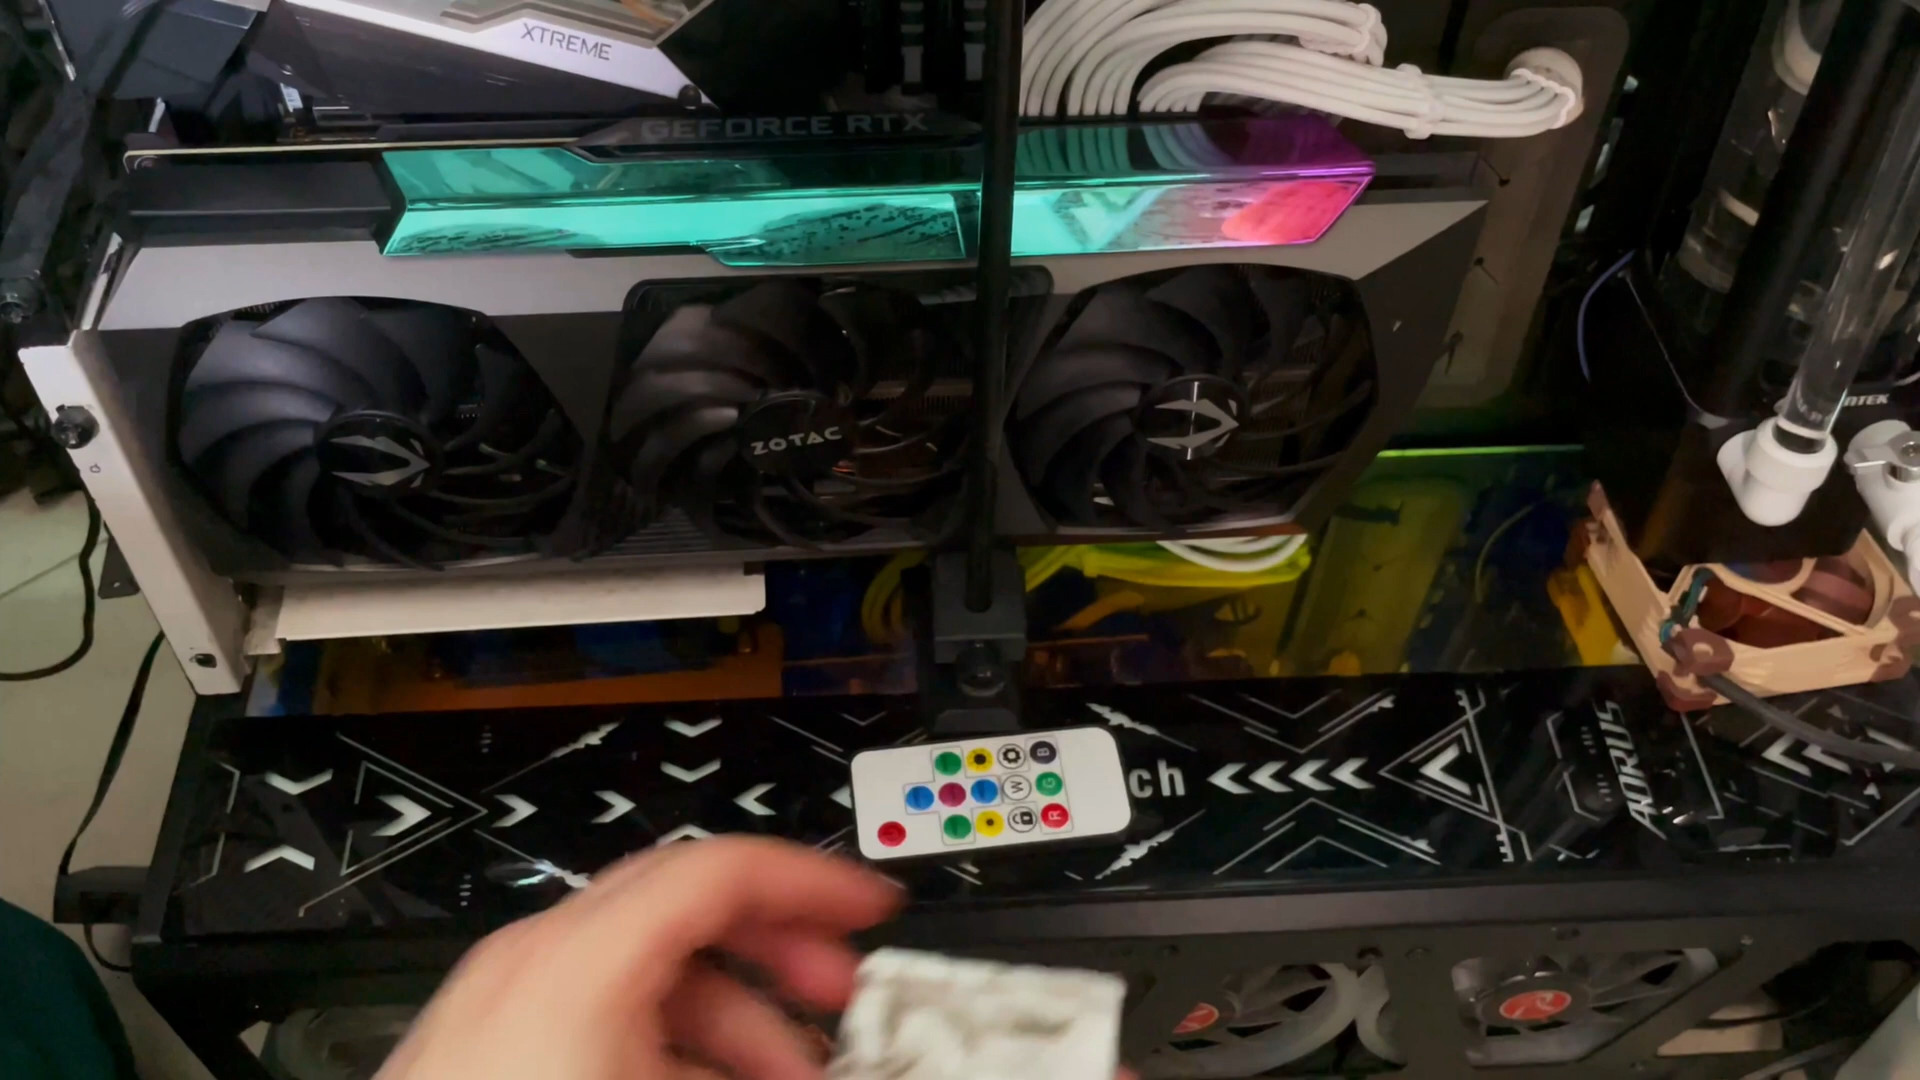 XTREME
GEFORCE RTX
ZOTAC
B
W
G
R
ch
AORUS